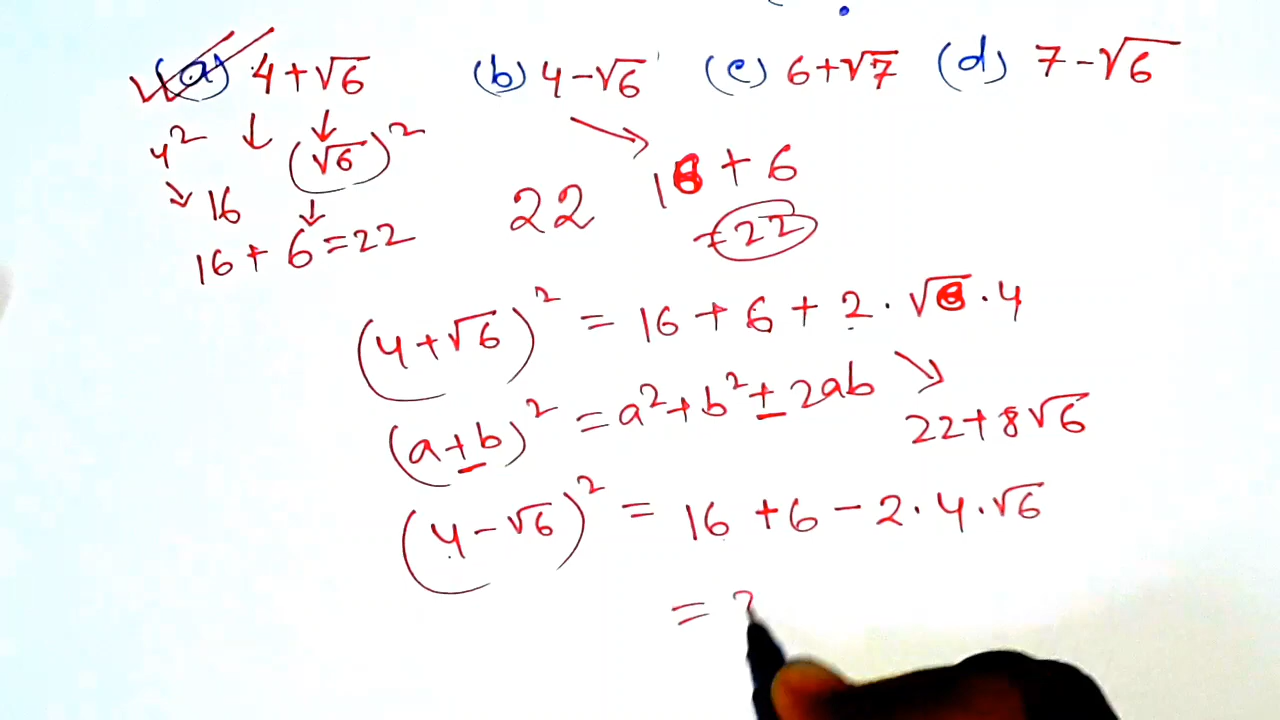 (a) 4+√6 (b) 4-√6 (c) 6+√7 (d) 7-√6
4² ↓ ↓ (√6)²
↘ 16 ↓
16+6=22
22
16+6
=22
(4+√6)² = 16+6+2·√6·4
(a+b)² = a²+b²±2ab
22+8√6
(4-√6)² = 16+6-2·4·√6
=